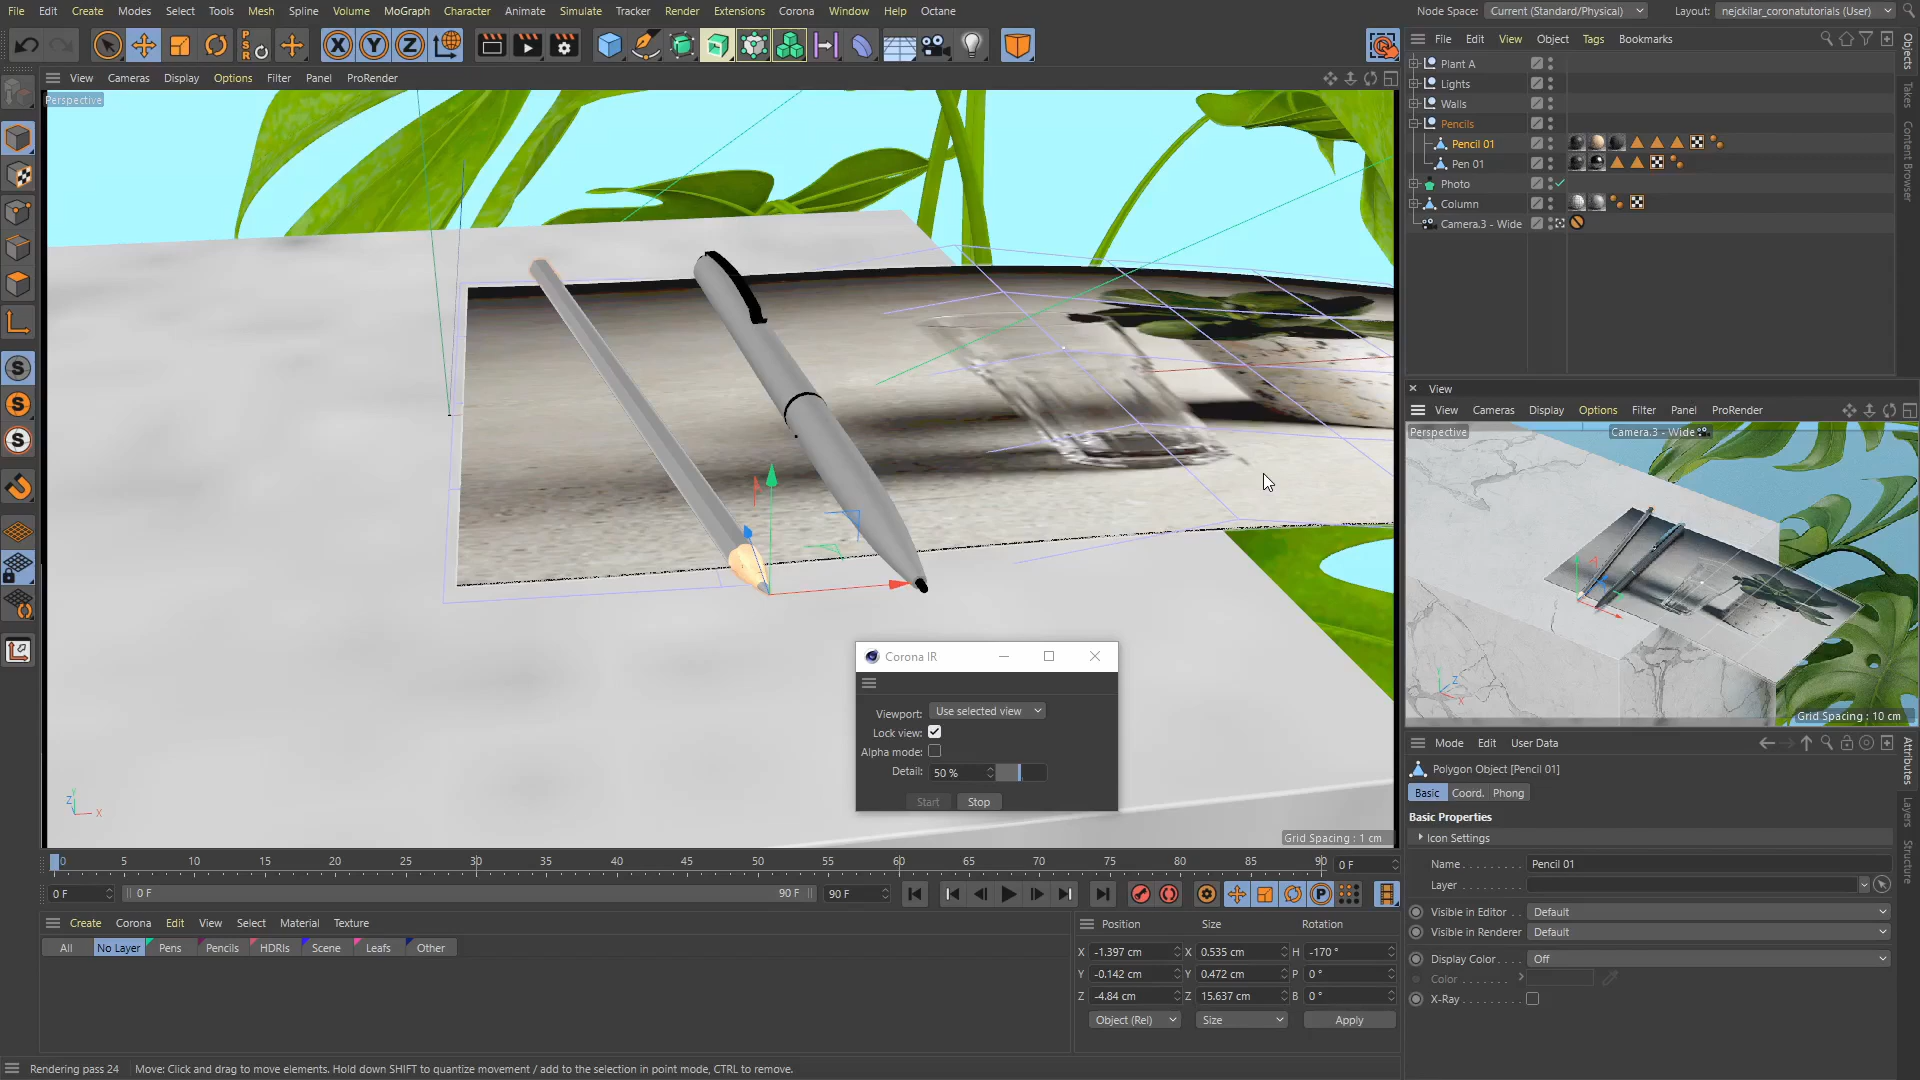 File Edit Create Modes Select Tools Mesh Spline Volume MoGraph Character Animate Simulate Tracker Render Extensions Corona Window Help Octane
Node Space: Current (Standard/Physical) Layout: nejckilar_coronatutorials (User)
X Y Z
PSR
File Edit View Object Tags Bookmarks
Objects
Takes
Content Browser
Plant A
Lights
Walls
Pencils
Pencil 01
Pen 01
Photo
Column
Camera.3 - Wide
View Cameras Display Options Filter Panel ProRender
Perspective
Grid Spacing : 1 cm
Corona IR
Viewport: Use selected view
Lock view:
Alpha mode:
Detail: 50 %
Start Stop
View
View Cameras Display Options Filter Panel ProRender
Perspective Camera.3 - Wide
Grid Spacing : 10 cm
Mode Edit User Data
Attributes
Layers
Structure
Polygon Object [Pencil 01]
Basic Coord. Phong
Basic Properties
Icon Settings
Name Pencil 01
Layer
Visible in Editor Default
Visible in Renderer Default
Display Color Off
Color
X-Ray
0 5 10 15 20 25 30 35 40 45 50 55 60 65 70 75 80 85 90 0 F
0 F 0 F 90 F 90 F
Create Corona Edit View Select Material Texture
All No Layer Pens Pencils HDRIs Scene Leafs Other
Position Size Rotation
X -1.397 cm X 0.535 cm H -170 °
Y -0.142 cm Y 0.472 cm P 0 °
Z -4.84 cm Z 15.637 cm B 0 °
Object (Rel) Size Apply
Rendering pass 24 Move: Click and drag to move elements. Hold down SHIFT to quantize movement / add to the selection in point mode, CTRL to remove.